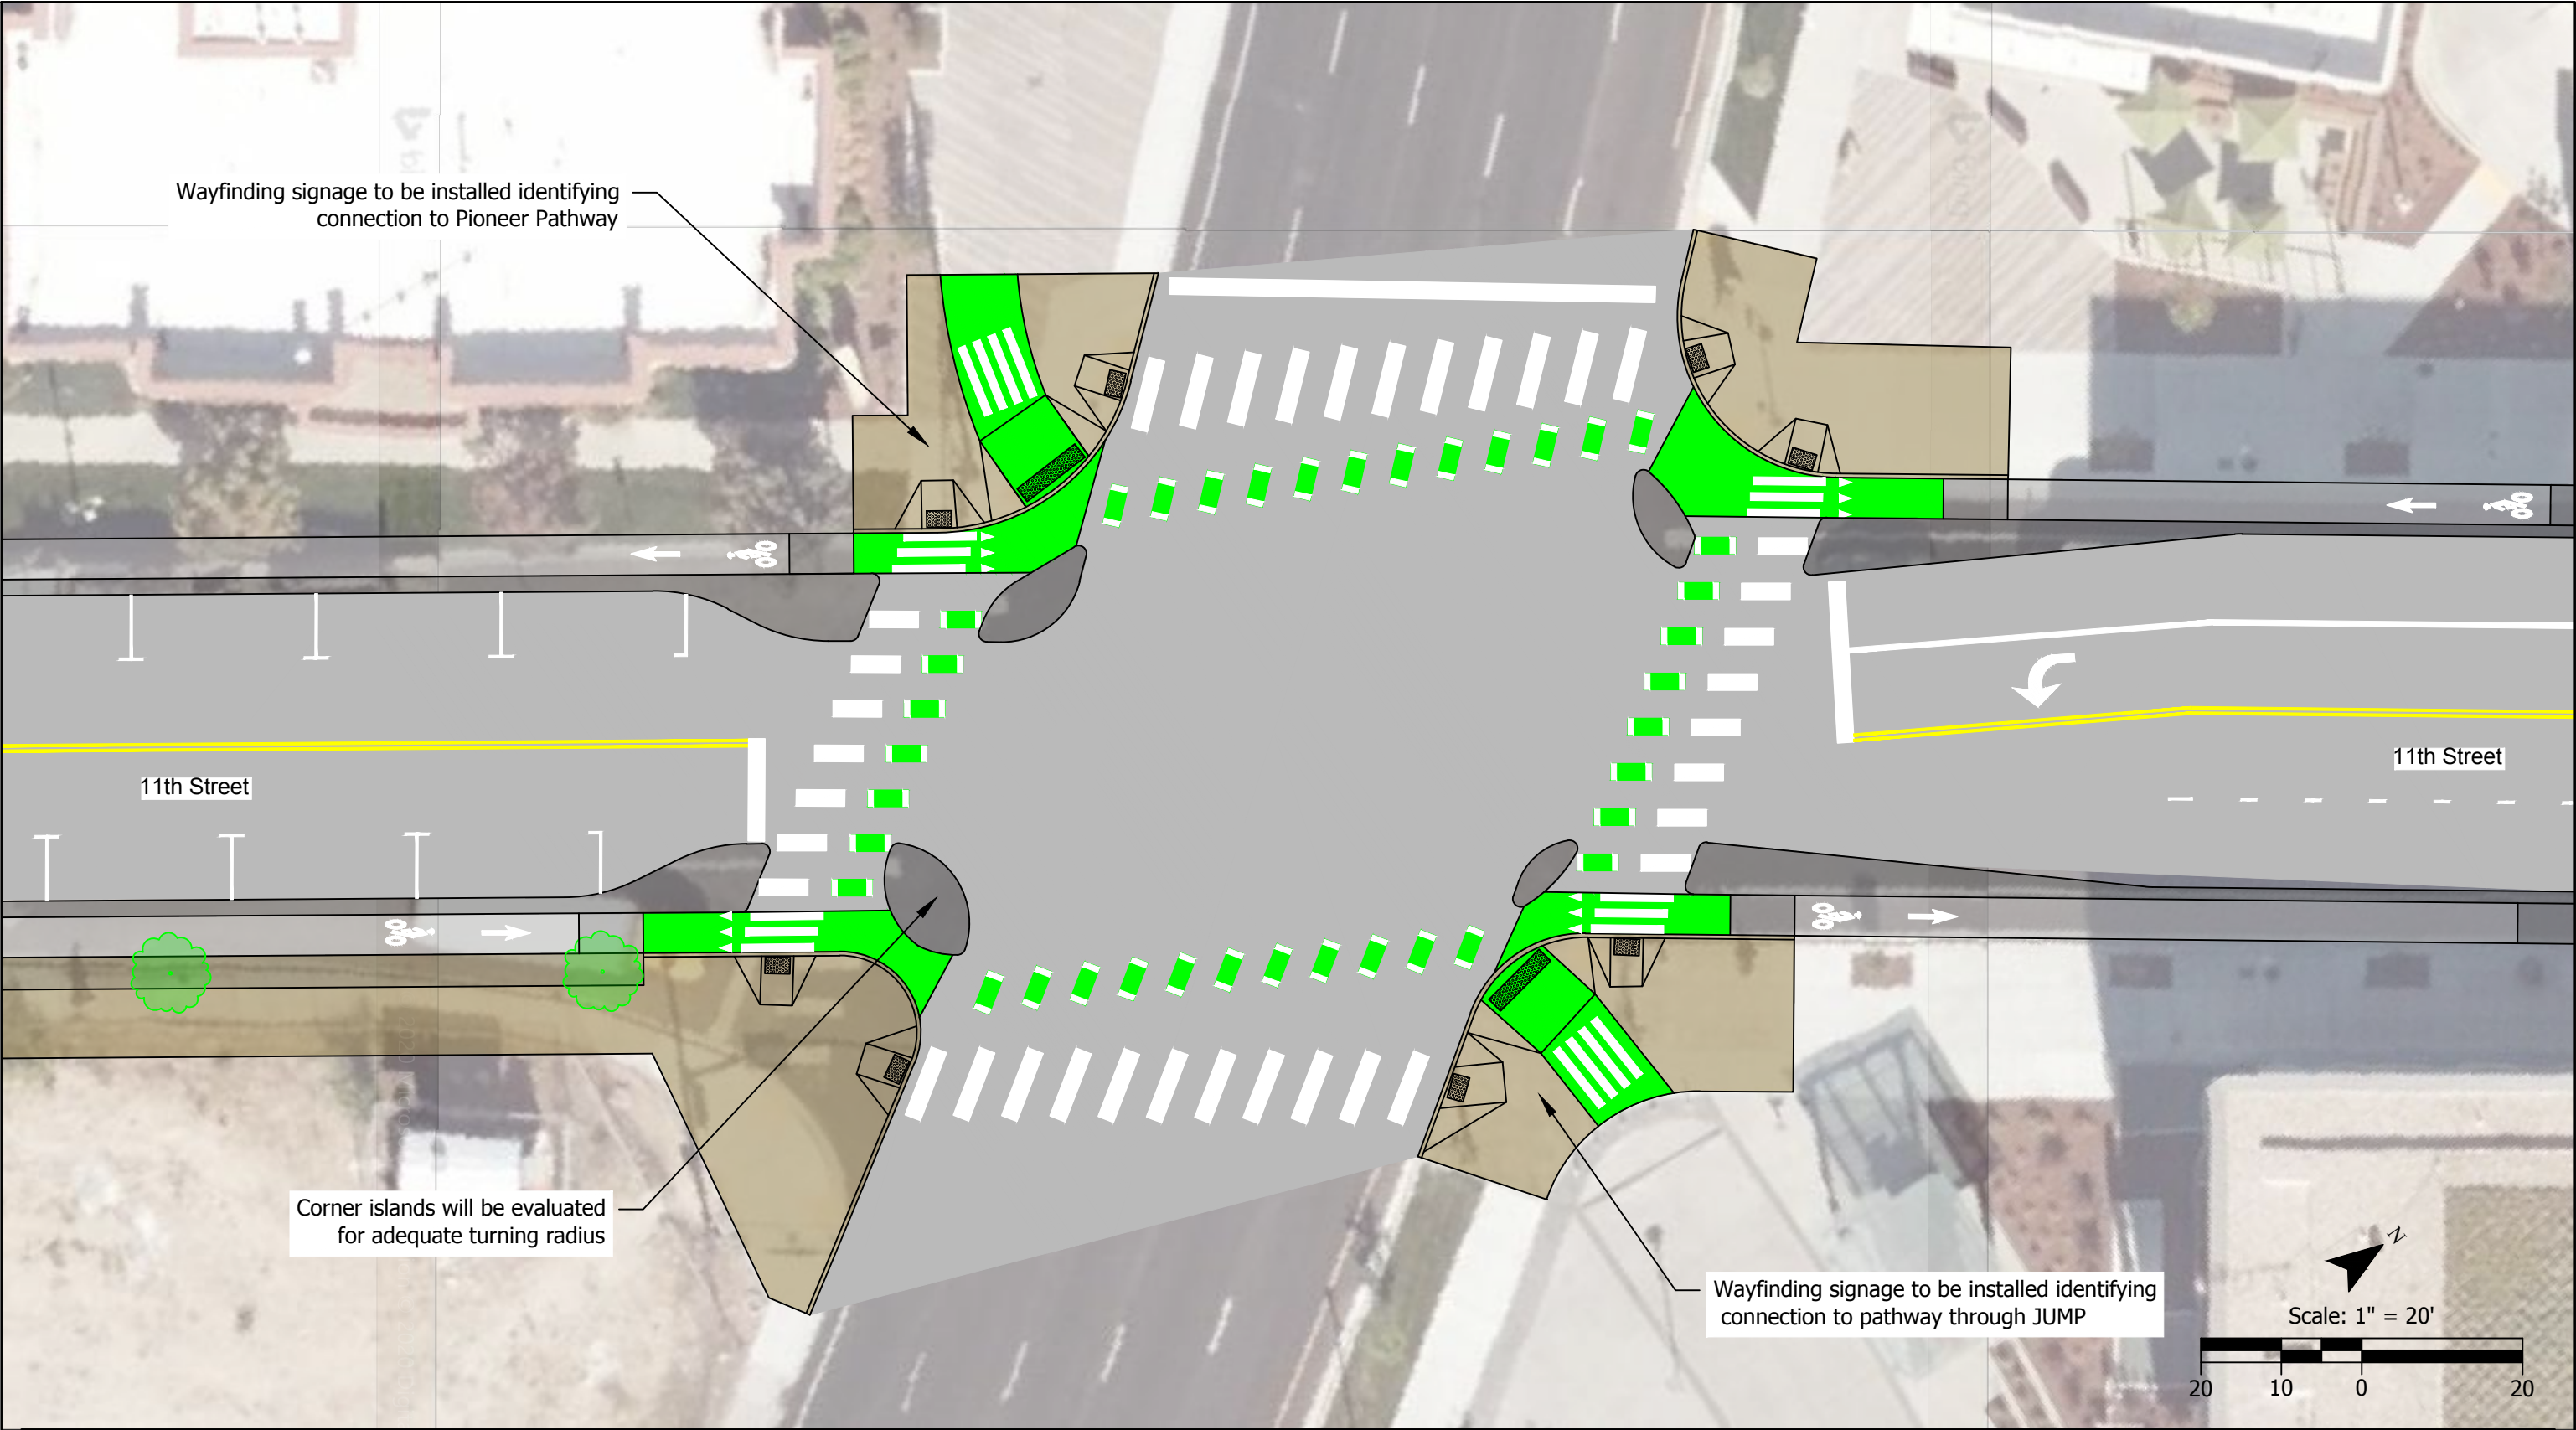 Wayfinding signage to be installed identifying
connection to Pioneer Pathway
11th Street
11th Street
Corner islands will be evaluated
for adequate turning radius
Wayfinding signage to be installed identifying
connection to pathway through JUMP
N
Scale: 1" = 20'
20 10 0 20